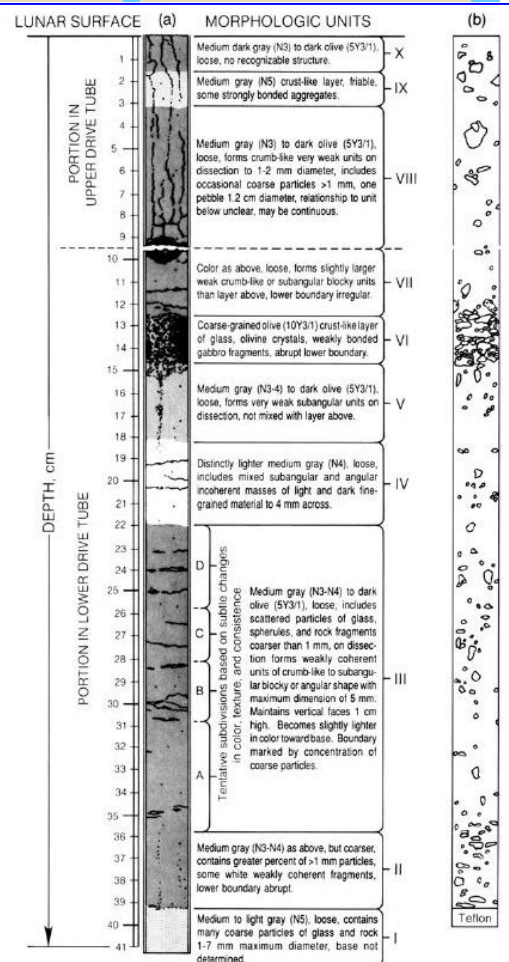 LUNAR SURFACE (a) MORPHOLOGIC UNITS (b)
Medium dark gray (N3) to dark olive (5Y3/1),
loose, no recognizable structure.
X
Medium gray (N5) crust-like layer, friable,
some strongly bonded aggregates.
IX
Medium gray (N3) to dark olive (5Y3/1),
loose, forms crumb-like very weak units on
dissection to 1-2 mm diameter, includes
occasional coarse particles >1 mm, one
pebble 1.2 cm diameter, relationship to unit
below unclear, may be continuous.
VIII
Color as above, loose, forms slightly larger
weak crumb-like or subangular blocky units
than layer above, lower boundary irregular.
VII
Coarse-grained olive (10Y3/1) crust-like layer
of glass, olivine crystals, weakly bonded
gabbro fragments, abrupt lower boundary.
VI
Medium gray (N3-4) to dark olive (5Y3/1),
loose, forms very weak subangular units on
dissection, not mixed with layer above.
V
Distinctly lighter medium gray (N4), loose,
includes mixed subangular and angular
incoherent masses of light and dark fine-
grained material to 4 mm across.
IV
Medium gray (N3-N4) to dark
olive (5Y3/1), loose, includes
scattered particles of glass,
spherules, and rock fragments
coarser than 1 mm, on dissec-
tion forms weakly coherent
units of crumb-like to subangu-
lar blocky or angular shape with
maximum dimension of 5 mm.
Maintains vertical faces 1 cm
high. Becomes slightly lighter
in color toward base. Boundary
marked by concentration of
coarse particles.
III
D
C
B
A
Tentative subdivisions based on subtle changes
in color, texture, and consistence
Medium gray (N3-N4) as above, but coarser,
contains greater percent of >1 mm particles,
some white weakly coherent fragments,
lower boundary abrupt.
II
Medium to light gray (N5), loose, contains
many coarse particles of glass and rock
1-7 mm maximum diameter, base not
determined.
I
Teflon
DEPTH, cm
PORTION IN
UPPER DRIVE TUBE
PORTION IN LOWER DRIVE TUBE
1
2
3
4
5
6
7
8
9
10
11
12
13
14
15
16
17
18
19
20
21
22
23
24
25
26
27
28
29
30
31
32
33
34
35
36
37
38
39
40
41